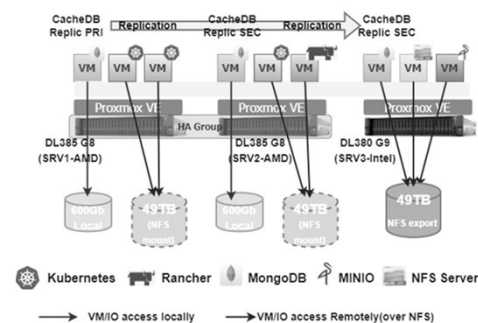 CacheDB
Replic PRI
Replication
CacheDB
Replic SEC
Replication
CacheDB
Replic SEC
VM
VM
VM
VM
VM
VM
VM
VM
VM
Proxmox VE
Proxmox VE
Proxmox VE
HA Group
DL385 G8
(SRV1-AMD)
DL385 G8
(SRV2-AMD)
DL380 G9
(SRV3-Intel)
600Gb
Local
49TB
(NFS
mount)
600Gb
Local
49TB
(NFS
mount)
49TB
NFS export
Kubernetes
Rancher
MongoDB
MINIO
NFS Server
VM/IO access locally
VM/IO access Remotely(over NFS)